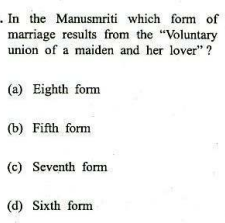 . In the Manusmriti which form of
marriage results from the "Voluntary
union of a maiden and her lover" ?
(a) Eighth form
(b) Fifth form
(c) Seventh form
(d) Sixth form